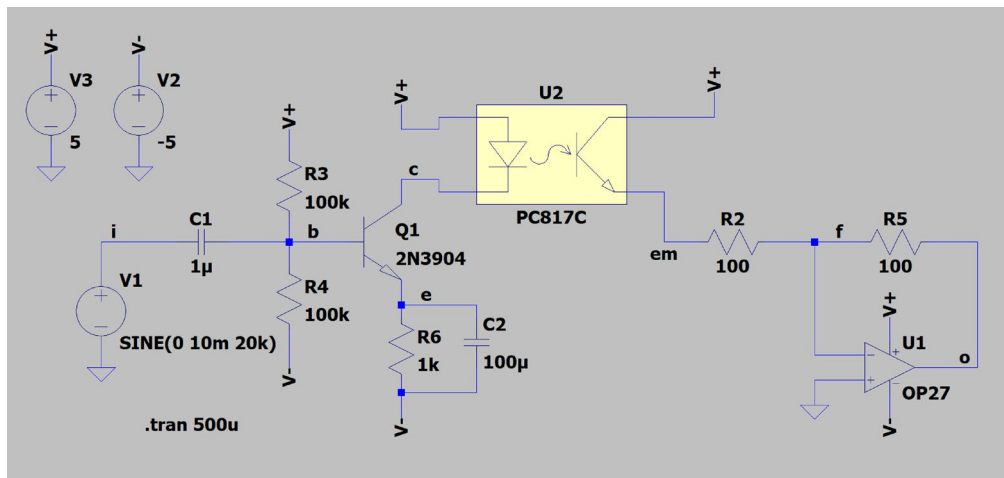 V+
V-
V3
V2
5
-5
V+
U2
V+
PC817C
V+
R3
100k
c
i
C1
1µ
b
Q1
2N3904
V1
SINE(0 10m 20k)
R4
100k
V-
e
R6
1k
C2
100µ
V-
em
R2
100
f
R5
100
V+
U1
o
OP27
V-
.tran 500u